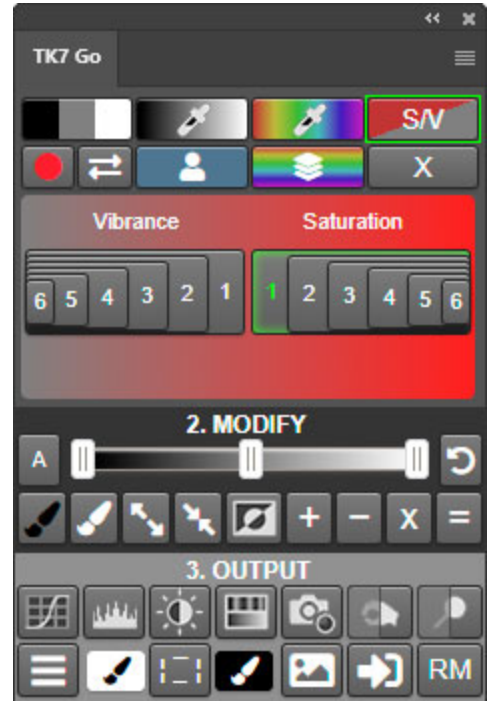 TK7 Go
S/V
X
Vibrance Saturation
6 5 4 3 2 1 1 2 3 4 5 6
2. MODIFY
A
+ − X =
3. OUTPUT
RM